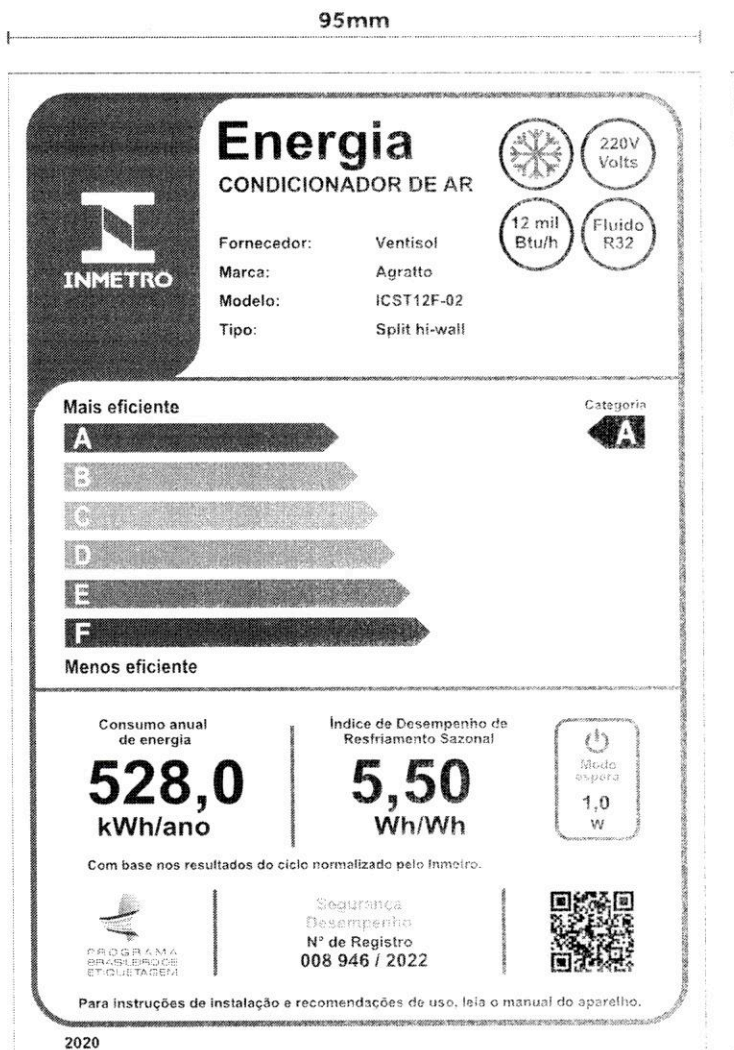 95mm
Energia
CONDICIONADOR DE AR
220V
Volts
12 mil
Btu/h
Fluido
R32
INMETRO
Fornecedor: Ventisol
Marca: Agratto
Modelo: ICST12F-02
Tipo: Split hi-wall
Mais eficiente
Categoria
A
A
B
C
D
E
F
Menos eficiente
Consumo anual
de energia
528,0
kWh/ano
Índice de Desempenho de
Resfriamento Sazonal
5,50
Wh/Wh
Modo
espera
1,0
W
Com base nos resultados do ciclo normalizado pelo Inmetro.
PROGRAMA
BRASILEIRO DE
ETIQUETAGEM
Segurança
Desempenho
N° de Registro
008 946 / 2022
Para instruções de instalação e recomendações de uso, leia o manual do aparelho.
2020